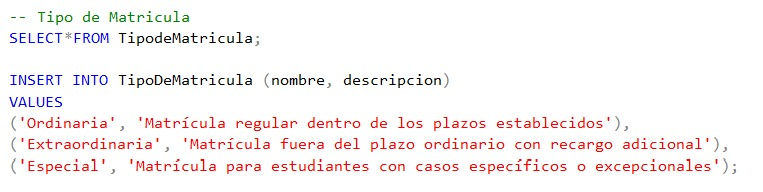 -- Tipo de Matricula
SELECT*FROM TipodeMatricula;
INSERT INTO TipoDeMatricula (nombre, descripcion)
VALUES
('Ordinaria', 'Matrícula regular dentro de los plazos establecidos'),
('Extraordinaria', 'Matrícula fuera del plazo ordinario con recargo adicional'),
('Especial', 'Matrícula para estudiantes con casos específicos o excepcionales');